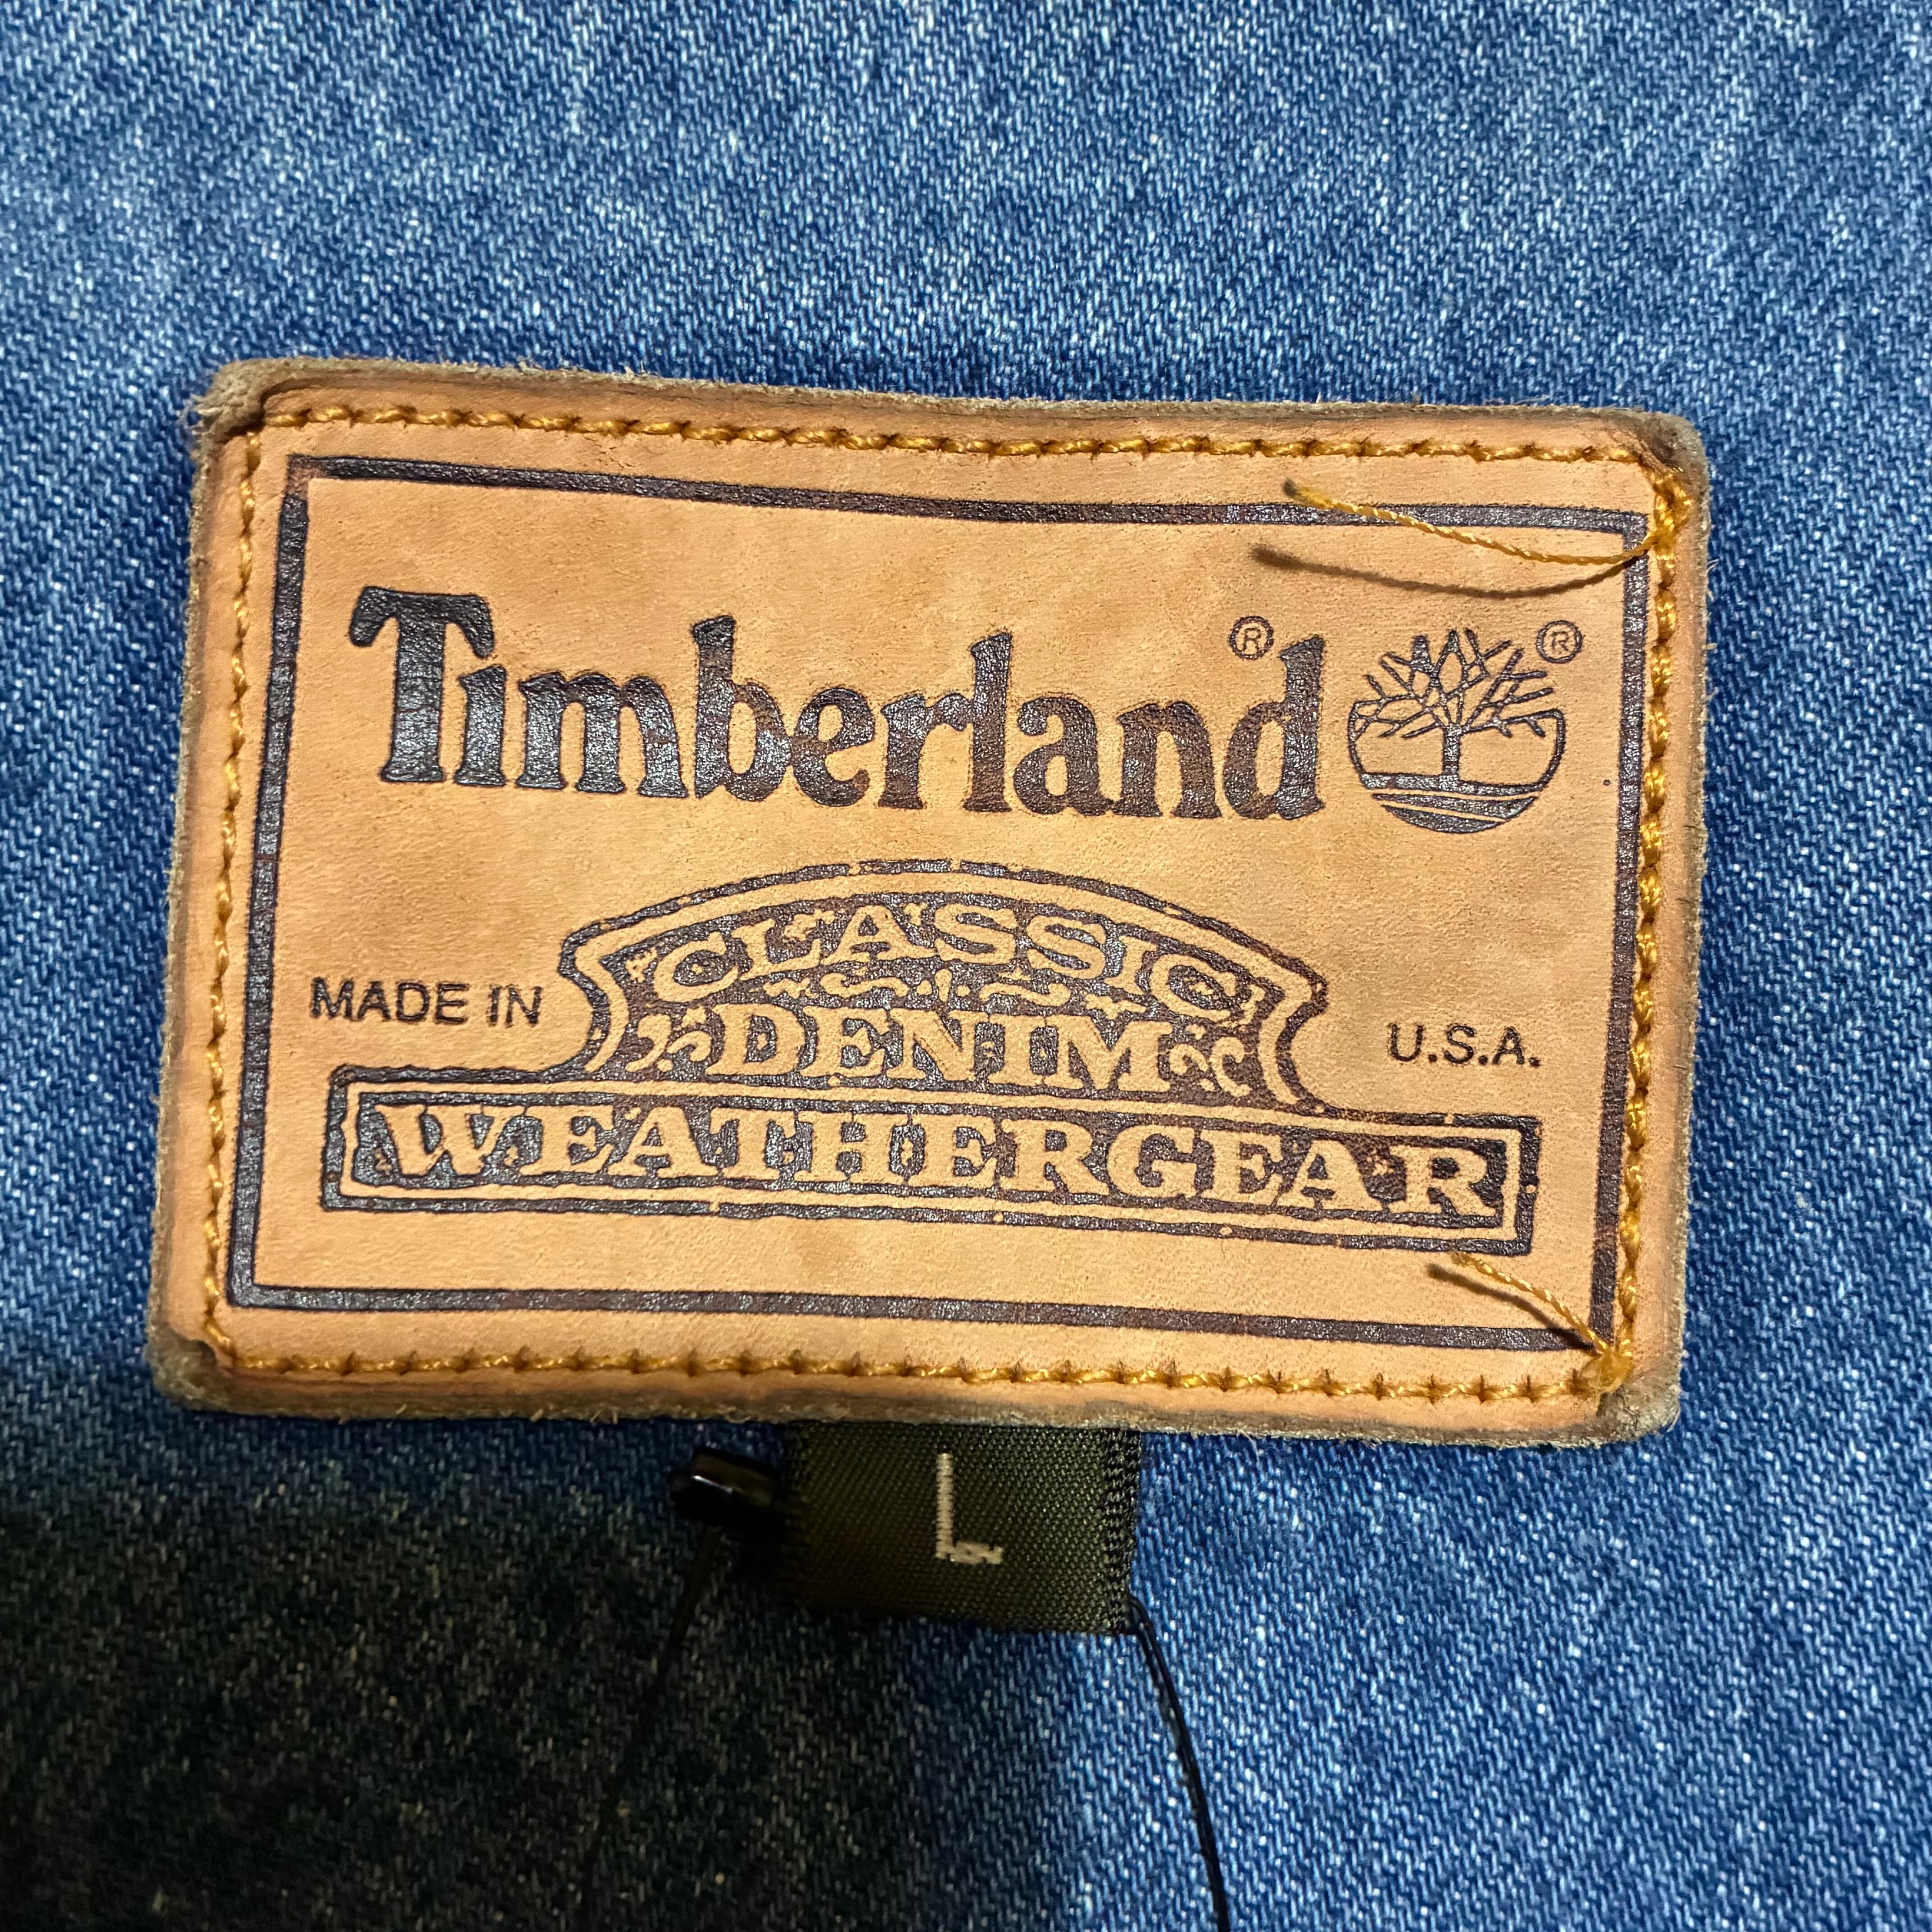 Timberland®
®
CLASSIC
MADE IN DENIM U.S.A.
WEATHERGEAR
L